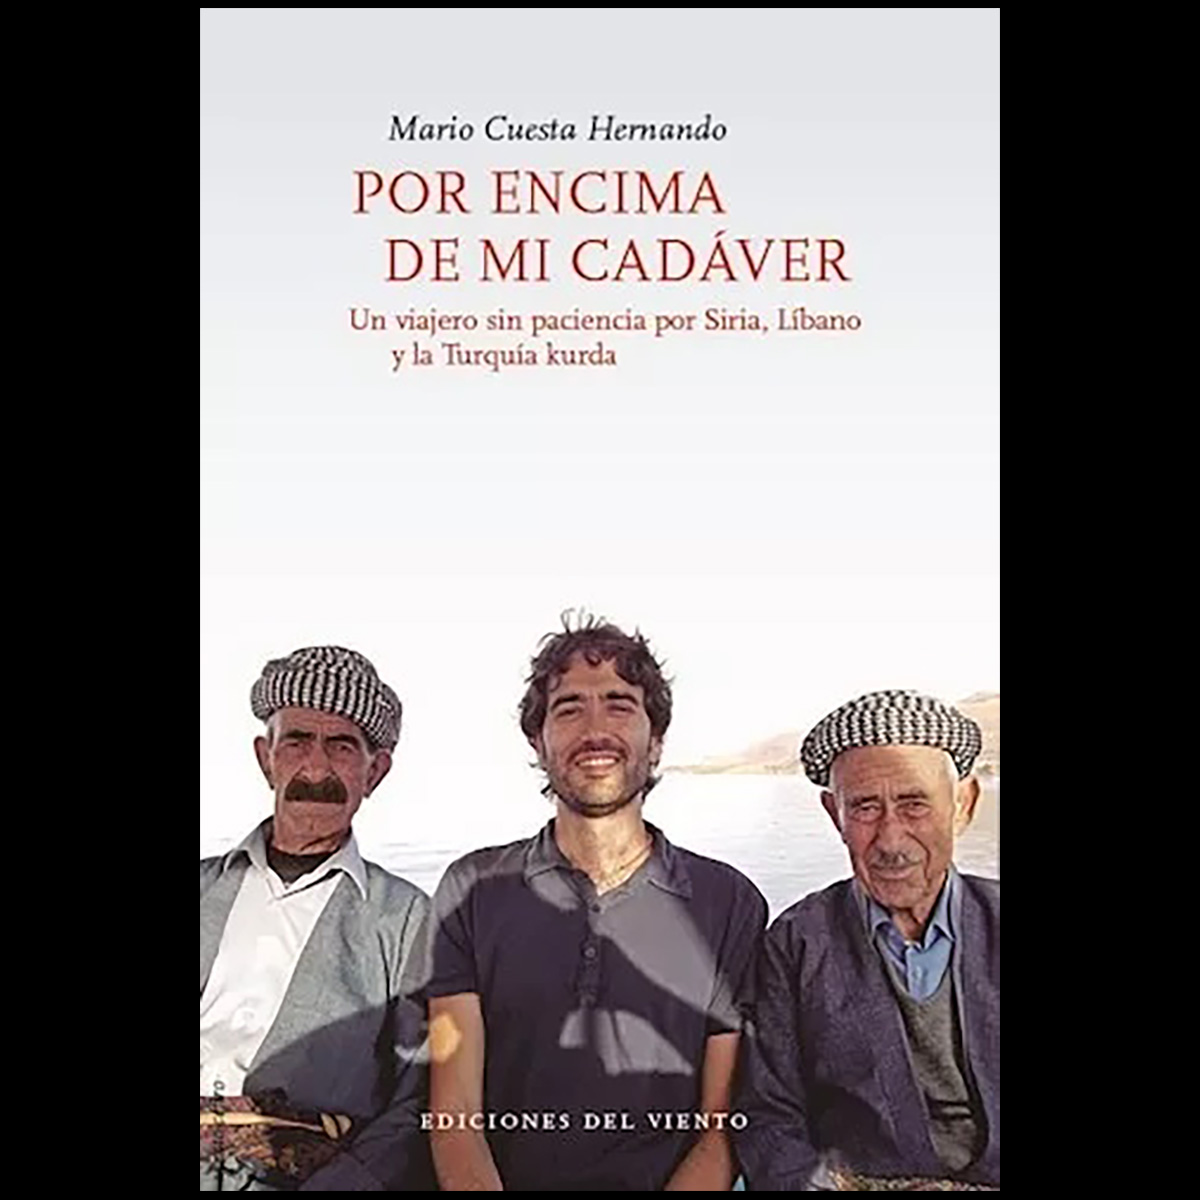 Mario Cuesta Hernando
POR ENCIMA
DE MI CADÁVER
Un viajero sin paciencia por Siria, Líbano
y la Turquía kurda
EDICIONES DEL VIENTO